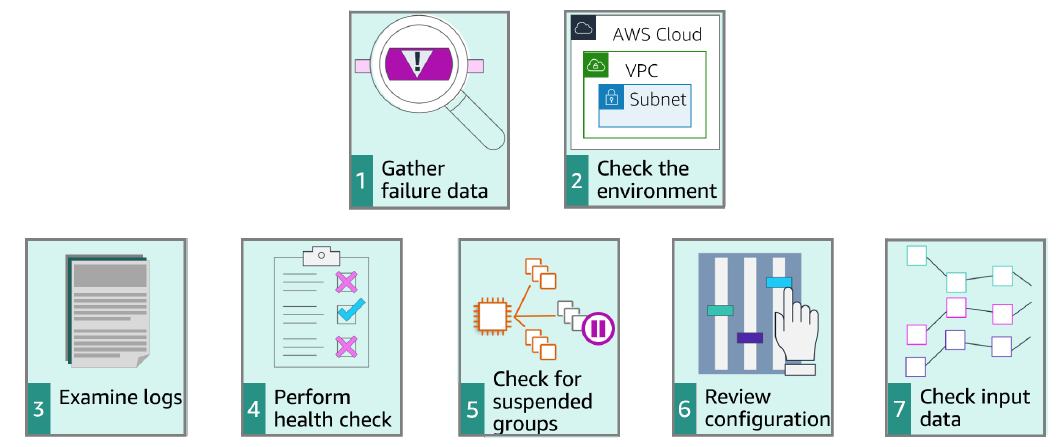 AWS Cloud
VPC
Subnet
1
Gather
failure data
2
Check the
environment
3
Examine logs
4
Perform
health check
5
Check for
suspended
groups
6
Review
configuration
7
Check input
data